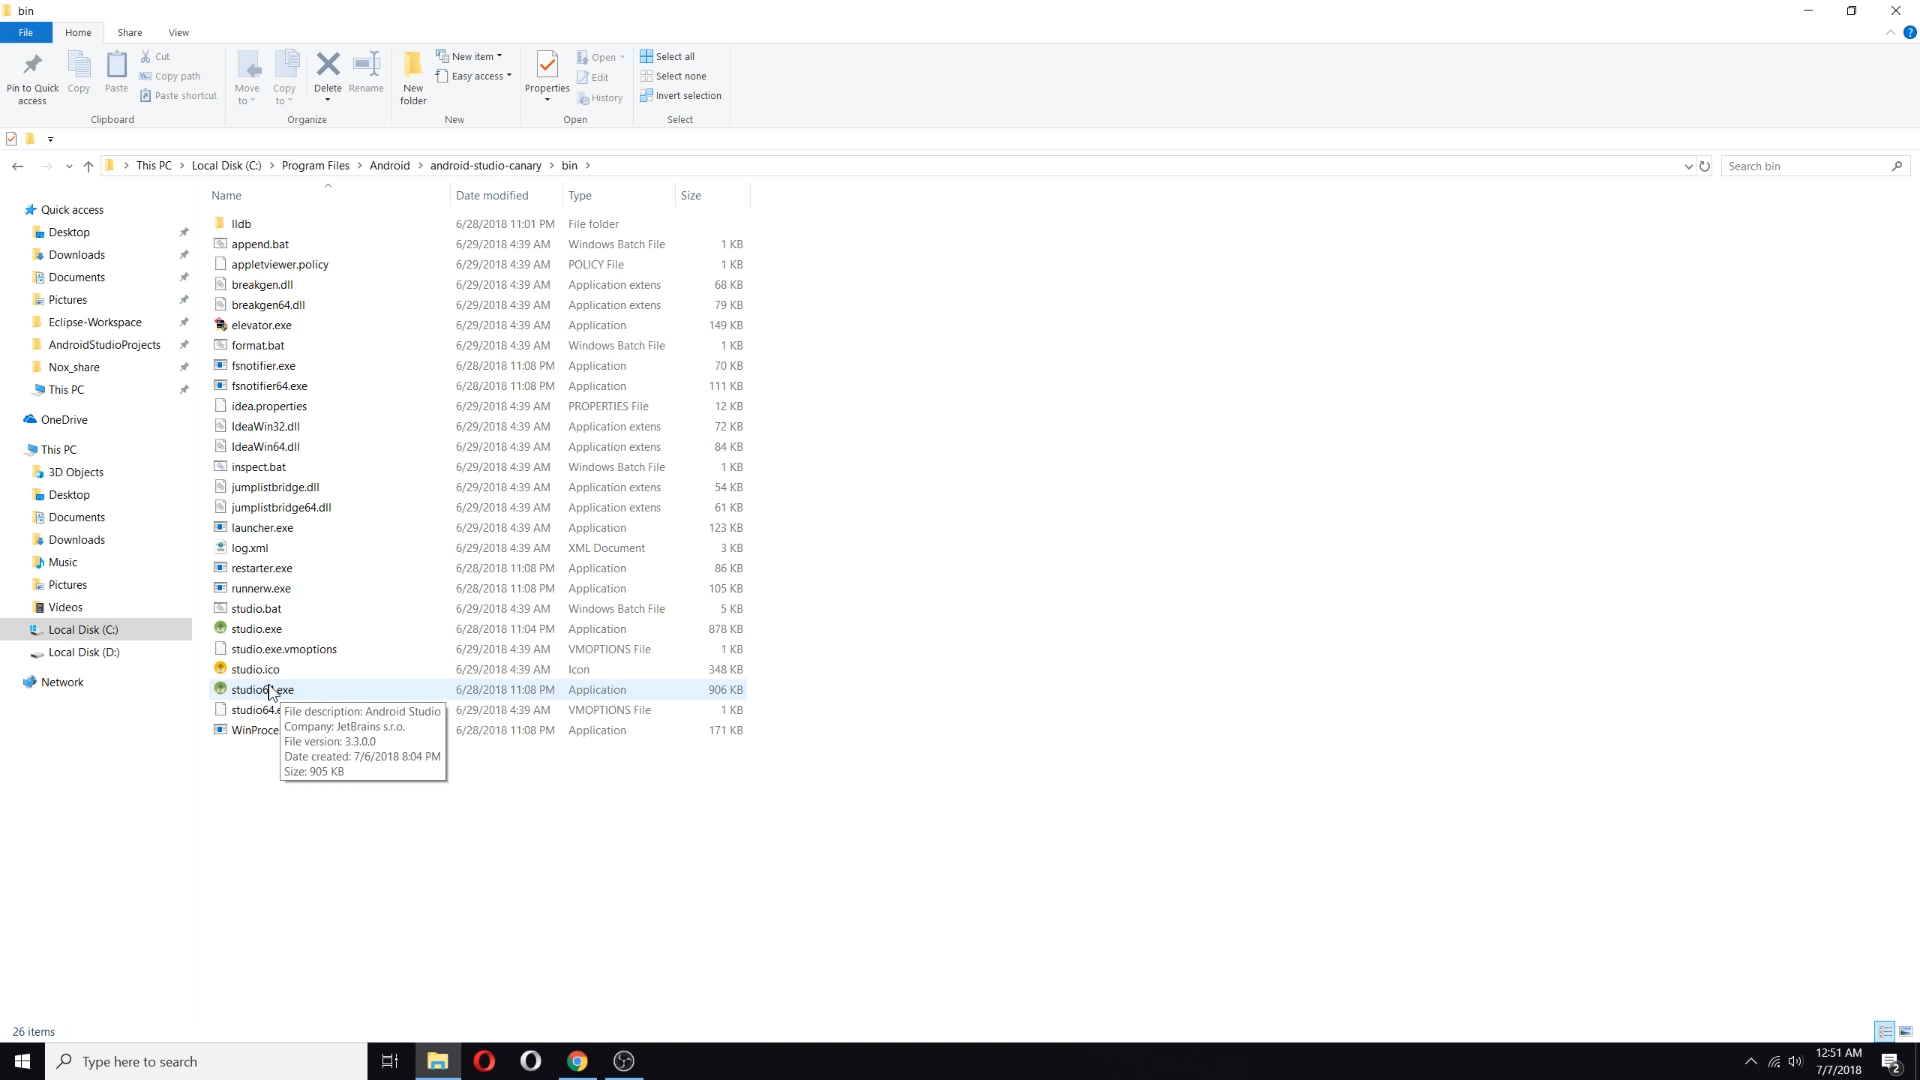 bin
File Home Share View
Pin to Quick access
Copy
Paste
Cut
Copy path
Paste shortcut
Clipboard
Move to
Copy to
Delete
Rename
Organize
New folder
New item
Easy access
New
Properties
Open
Edit
History
Open
Select all
Select none
Invert selection
Select
This PC > Local Disk (C:) > Program Files > Android > android-studio-canary > bin >
Search bin
Quick access
Desktop
Downloads
Documents
Pictures
Eclipse-Workspace
AndroidStudioProjects
Nox_share
This PC
OneDrive
This PC
3D Objects
Desktop
Documents
Downloads
Music
Pictures
Videos
Local Disk (C:)
Local Disk (D:)
Network
Name Date modified Type Size
lldb 6/28/2018 11:01 PM File folder
append.bat 6/29/2018 4:39 AM Windows Batch File 1 KB
appletviewer.policy 6/29/2018 4:39 AM POLICY File 1 KB
breakgen.dll 6/29/2018 4:39 AM Application extens 68 KB
breakgen64.dll 6/29/2018 4:39 AM Application extens 79 KB
elevator.exe 6/29/2018 4:39 AM Application 149 KB
format.bat 6/29/2018 4:39 AM Windows Batch File 1 KB
fsnotifier.exe 6/28/2018 11:08 PM Application 70 KB
fsnotifier64.exe 6/28/2018 11:08 PM Application 111 KB
idea.properties 6/29/2018 4:39 AM PROPERTIES File 12 KB
IdeaWin32.dll 6/29/2018 4:39 AM Application extens 72 KB
IdeaWin64.dll 6/29/2018 4:39 AM Application extens 84 KB
inspect.bat 6/29/2018 4:39 AM Windows Batch File 1 KB
jumplistbridge.dll 6/29/2018 4:39 AM Application extens 54 KB
jumplistbridge64.dll 6/29/2018 4:39 AM Application extens 61 KB
launcher.exe 6/29/2018 4:39 AM Application 123 KB
log.xml 6/29/2018 4:39 AM XML Document 3 KB
restarter.exe 6/28/2018 11:08 PM Application 86 KB
runnerw.exe 6/28/2018 11:08 PM Application 105 KB
studio.bat 6/29/2018 4:39 AM Windows Batch File 5 KB
studio.exe 6/28/2018 11:04 PM Application 878 KB
studio.exe.vmoptions 6/29/2018 4:39 AM VMOPTIONS File 1 KB
studio.ico 6/29/2018 4:39 AM Icon 348 KB
studio64.exe 6/28/2018 11:08 PM Application 906 KB
studio64.e 6/29/2018 4:39 AM VMOPTIONS File 1 KB
WinProce 6/28/2018 11:08 PM Application 171 KB
File description: Android Studio
Company: JetBrains s.r.o.
File version: 3.3.0.0
Date created: 7/6/2018 8:04 PM
Size: 905 KB
26 items
Type here to search
12:51 AM
7/7/2018
2